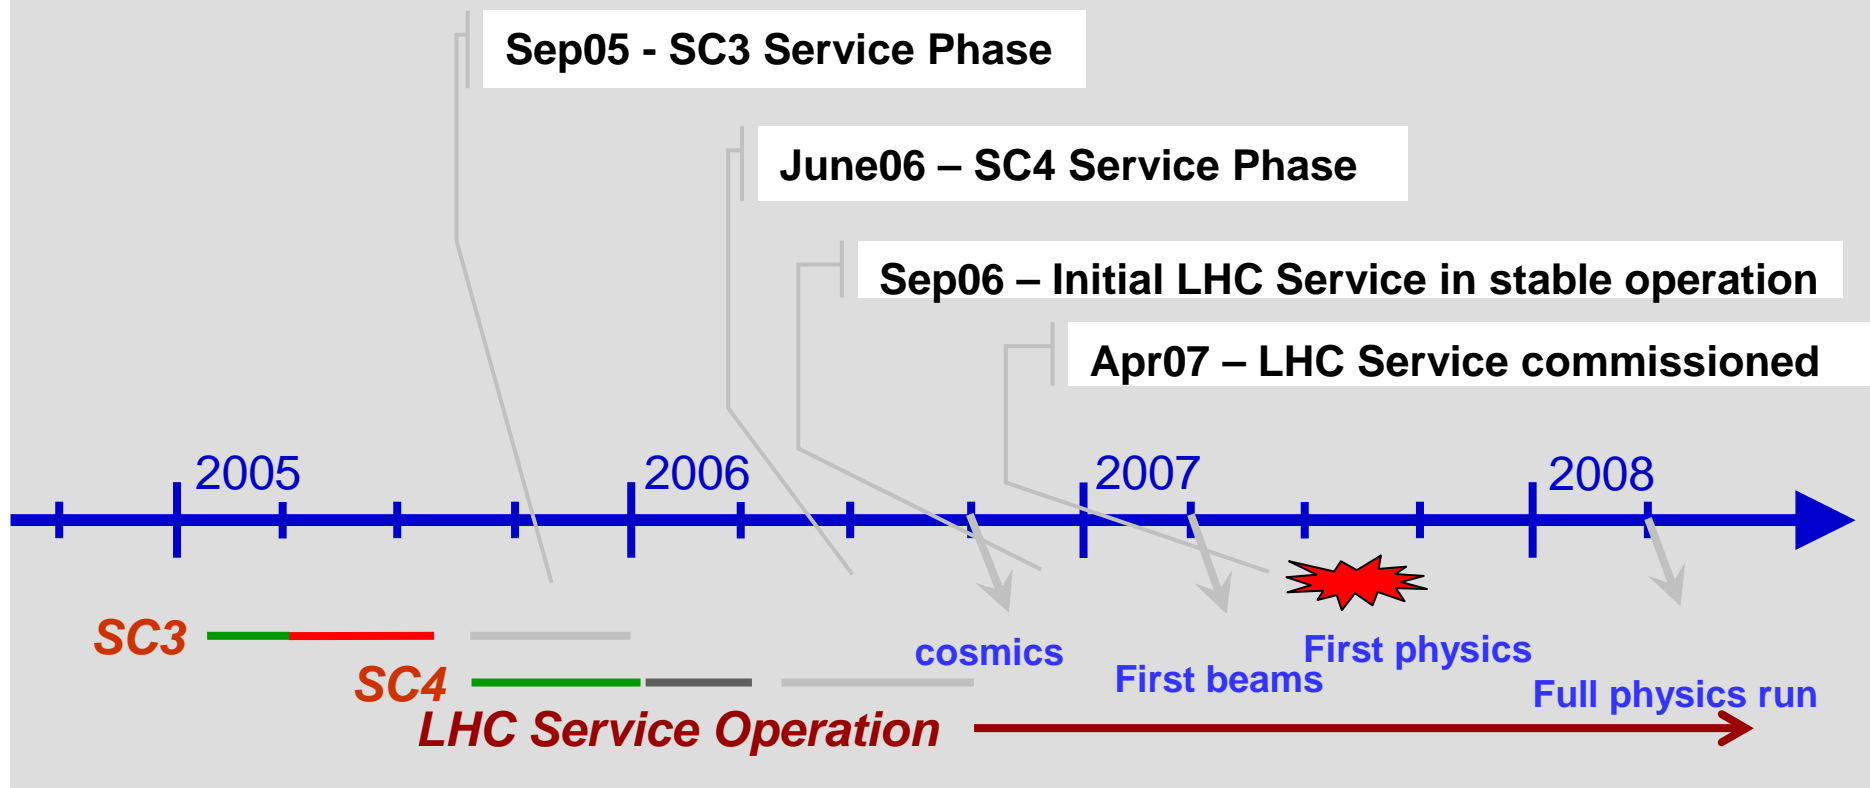 Sep05 - SC3 Service Phase
June06 – SC4 Service Phase
Sep06 – Initial LHC Service in stable operation
Apr07 – LHC Service commissioned
2005
2006
2007
2008
SC3
cosmics
First physics
SC4
First beams
Full physics run
LHC Service Operation